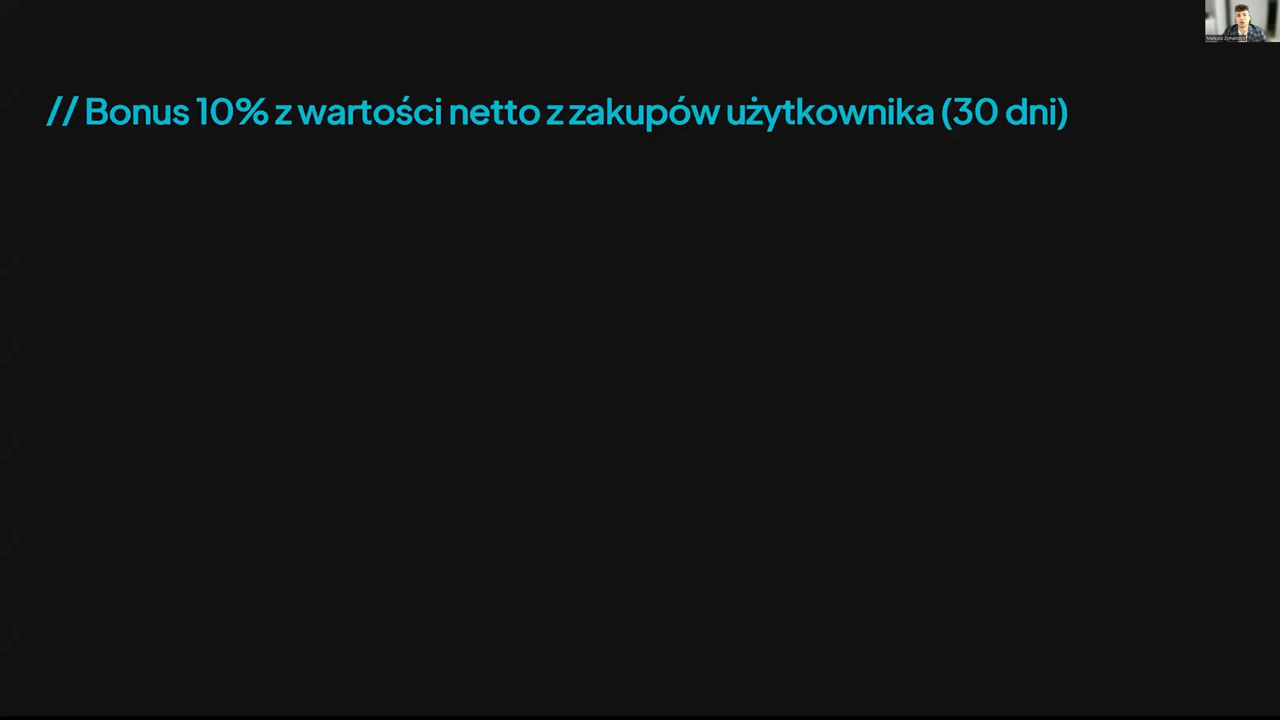 // Bonus 10% z wartości netto z zakupów użytkownika (30 dni)